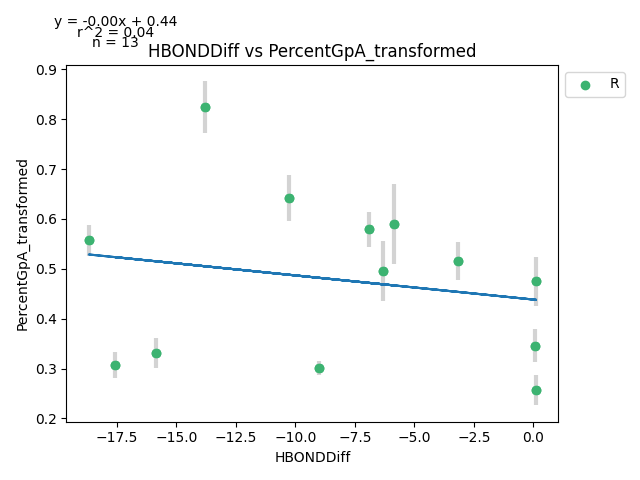 y = -0.00x + 0.44
r^2 = 0.04
n = 13
HBONDDiff vs PercentGpA_transformed
R
PercentGpA_transformed
0.9
0.8
0.7
0.6
0.5
0.4
0.3
0.2
−17.5 −15.0 −12.5 −10.0 −7.5 −5.0 −2.5 0.0
HBONDDiff